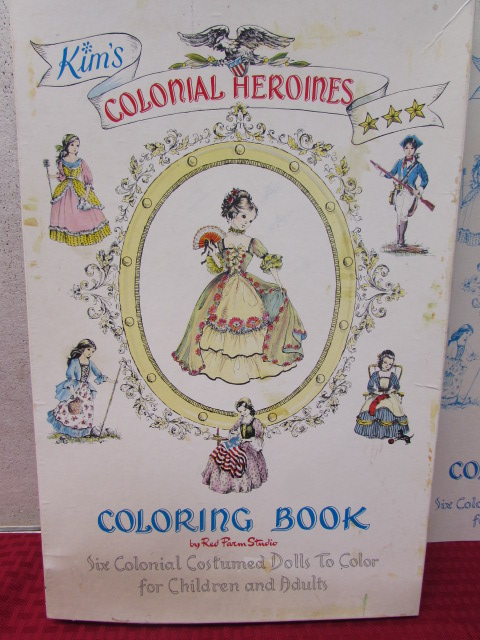 Kim's
COLONIAL HEROINES
COLORING BOOK
by Red Farm Studio
Six Colonial Costumed Dolls To Color
for Children and Adults
CO
Six Colo
f